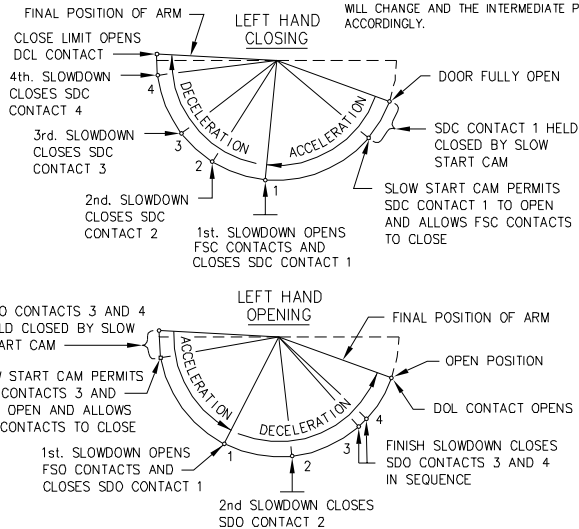 WILL CHANGE AND THE INTERMEDIATE P
ACCORDINGLY.
FINAL POSITION OF ARM
LEFT HAND
CLOSING
CLOSE LIMIT OPENS
DCL CONTACT
4th. SLOWDOWN
CLOSES SDC
CONTACT 4
3rd. SLOWDOWN
CLOSES SDC
CONTACT 3
2nd. SLOWDOWN
CLOSES SDC
CONTACT 2
1st. SLOWDOWN OPENS
FSC CONTACTS AND
CLOSES SDC CONTACT 1
4
3
2
1
DECELERATION
ACCELERATION
DOOR FULLY OPEN
SDC CONTACT 1 HELD
CLOSED BY SLOW
START CAM
SLOW START CAM PERMITS
SDC CONTACT 1 TO OPEN
AND ALLOWS FSC CONTACTS
TO CLOSE
LEFT HAND
OPENING
O CONTACTS 3 AND 4
LD CLOSED BY SLOW
ART CAM
W START CAM PERMITS
CONTACTS 3 AND
OPEN AND ALLOWS
CONTACTS TO CLOSE
1st. SLOWDOWN OPENS
FSO CONTACTS AND
CLOSES SDO CONTACT 1
2nd SLOWDOWN CLOSES
SDO CONTACT 2
ACCELERATION
DECELERATION
1
2
3
4
FINAL POSITION OF ARM
OPEN POSITION
DOL CONTACT OPENS
FINISH SLOWDOWN CLOSES
SDO CONTACTS 3 AND 4
IN SEQUENCE